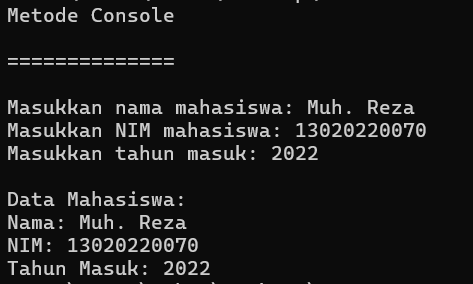 Metode Console
==============
Masukkan nama mahasiswa: Muh. Reza
Masukkan NIM mahasiswa: 13020220070
Masukkan tahun masuk: 2022
Data Mahasiswa:
Nama: Muh. Reza
NIM: 13020220070
Tahun Masuk: 2022